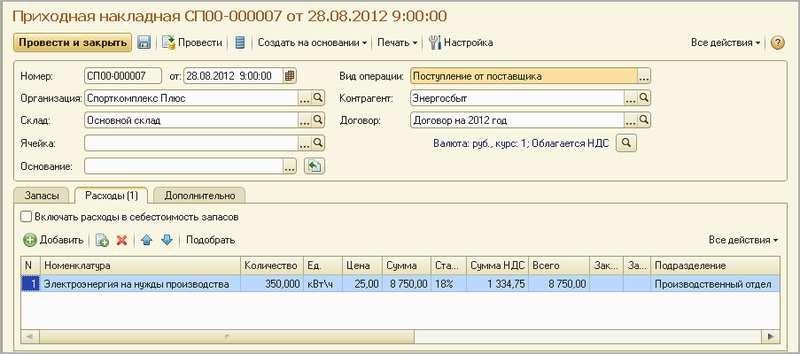 Приходная накладная СП00-000007 от 28.08.2012 9:00:00
Провести и закрыть Провести Создать на основании Печать Настройка Все действия ?
Номер: СП00-000007 от: 28.08.2012 9:00:00 Вид операции: Поступление от поставщика ...
Организация: Спорткомплекс Плюс ... Контрагент: Энергосбыт ...
Склад: Основной склад ... Договор: Договор на 2012 год ...
Ячейка: ... Валюта: руб., курс: 1; Облагается НДС
Основание: ...
Запасы Расходы (1) Дополнительно
Включать расходы в себестоимость запасов
Добавить Подобрать Все действия
N Номенклатура Количество Ед. Цена Сумма Ста... Сумма НДС Всего Зак... За... Подразделение
1 Электроэнергия на нужды производства 350,000 кВт\ч 25,00 8 750,00 18% 1 334,75 8 750,00 Производственный отдел